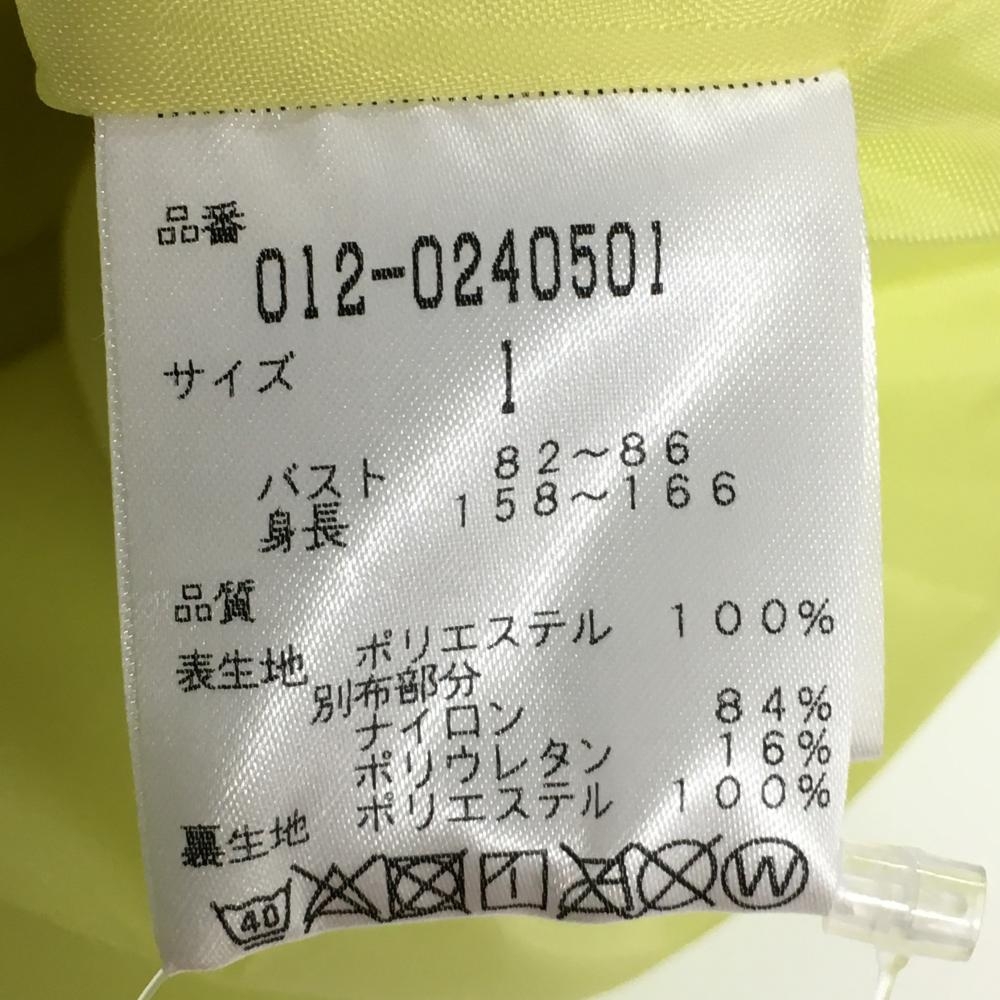 品番
012-0240501
サイズ 1
バスト 82～86
身長 158～166
品質
表生地 ポリエステル 100%
別布部分
ナイロン 84%
ポリウレタン 16%
裏生地 ポリエステル 100%
40 W